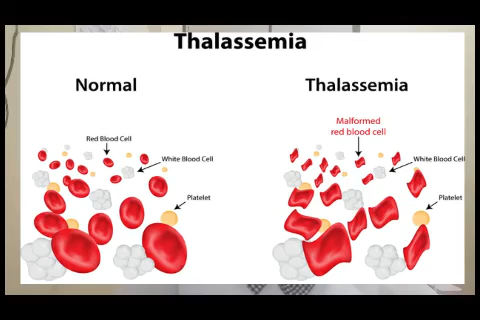 Thalassemia
Normal
Thalassemia
Red Blood Cell
White Blood Cell
Platelet
Malformed
red blood cell
White Blood Cell
Platelet